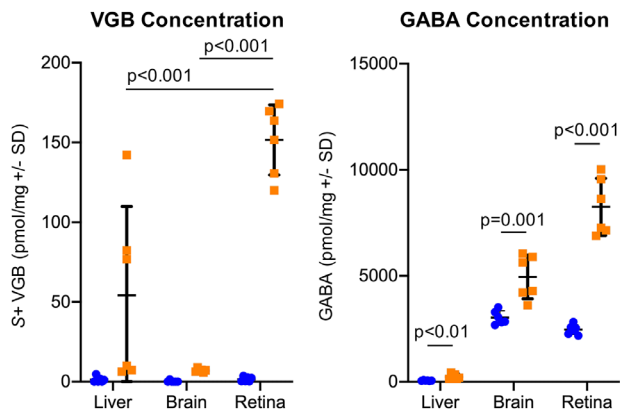 VGB Concentration
p<0.001
p<0.001
S+ VGB (pmol/mg +/- SD)
200
150
100
50
0
Liver
Brain
Retina
GABA Concentration
p<0.001
p=0.001
p<0.01
GABA (pmol/mg +/- SD)
15000
10000
5000
0
Liver
Brain
Retina